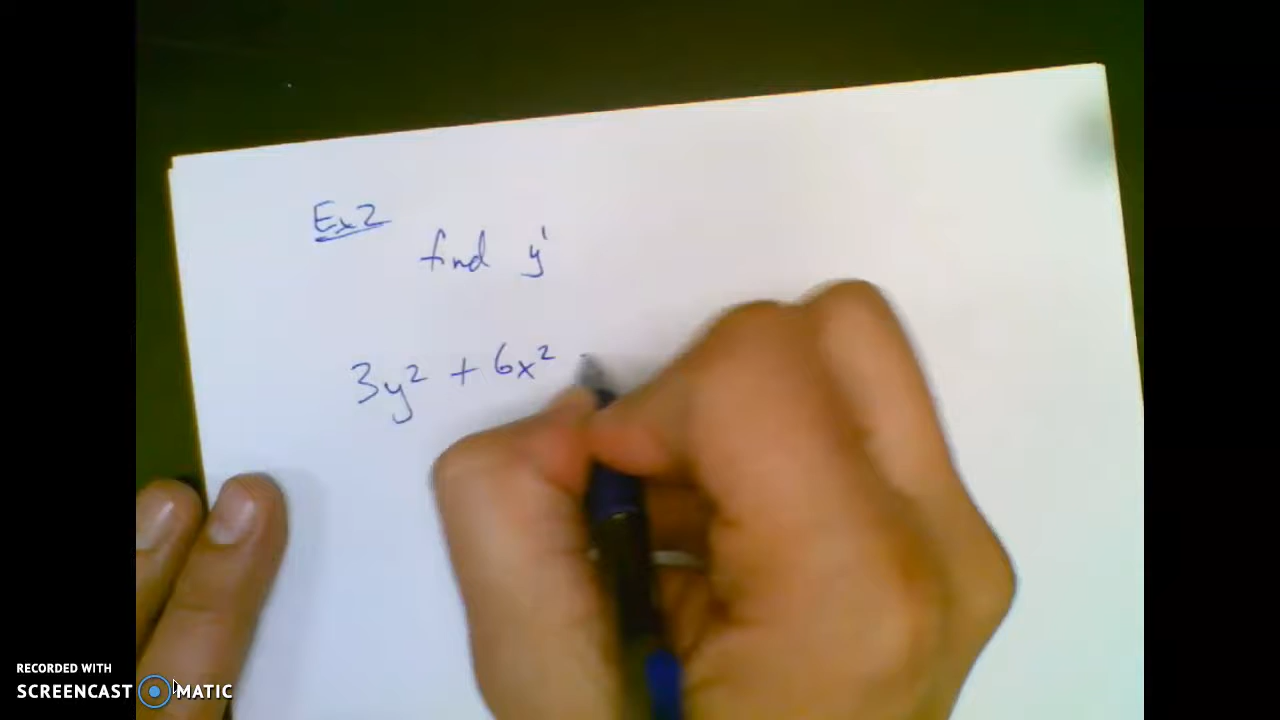 Ex2
find y'
3y² + 6x²
RECORDED WITH
SCREENCAST MATIC